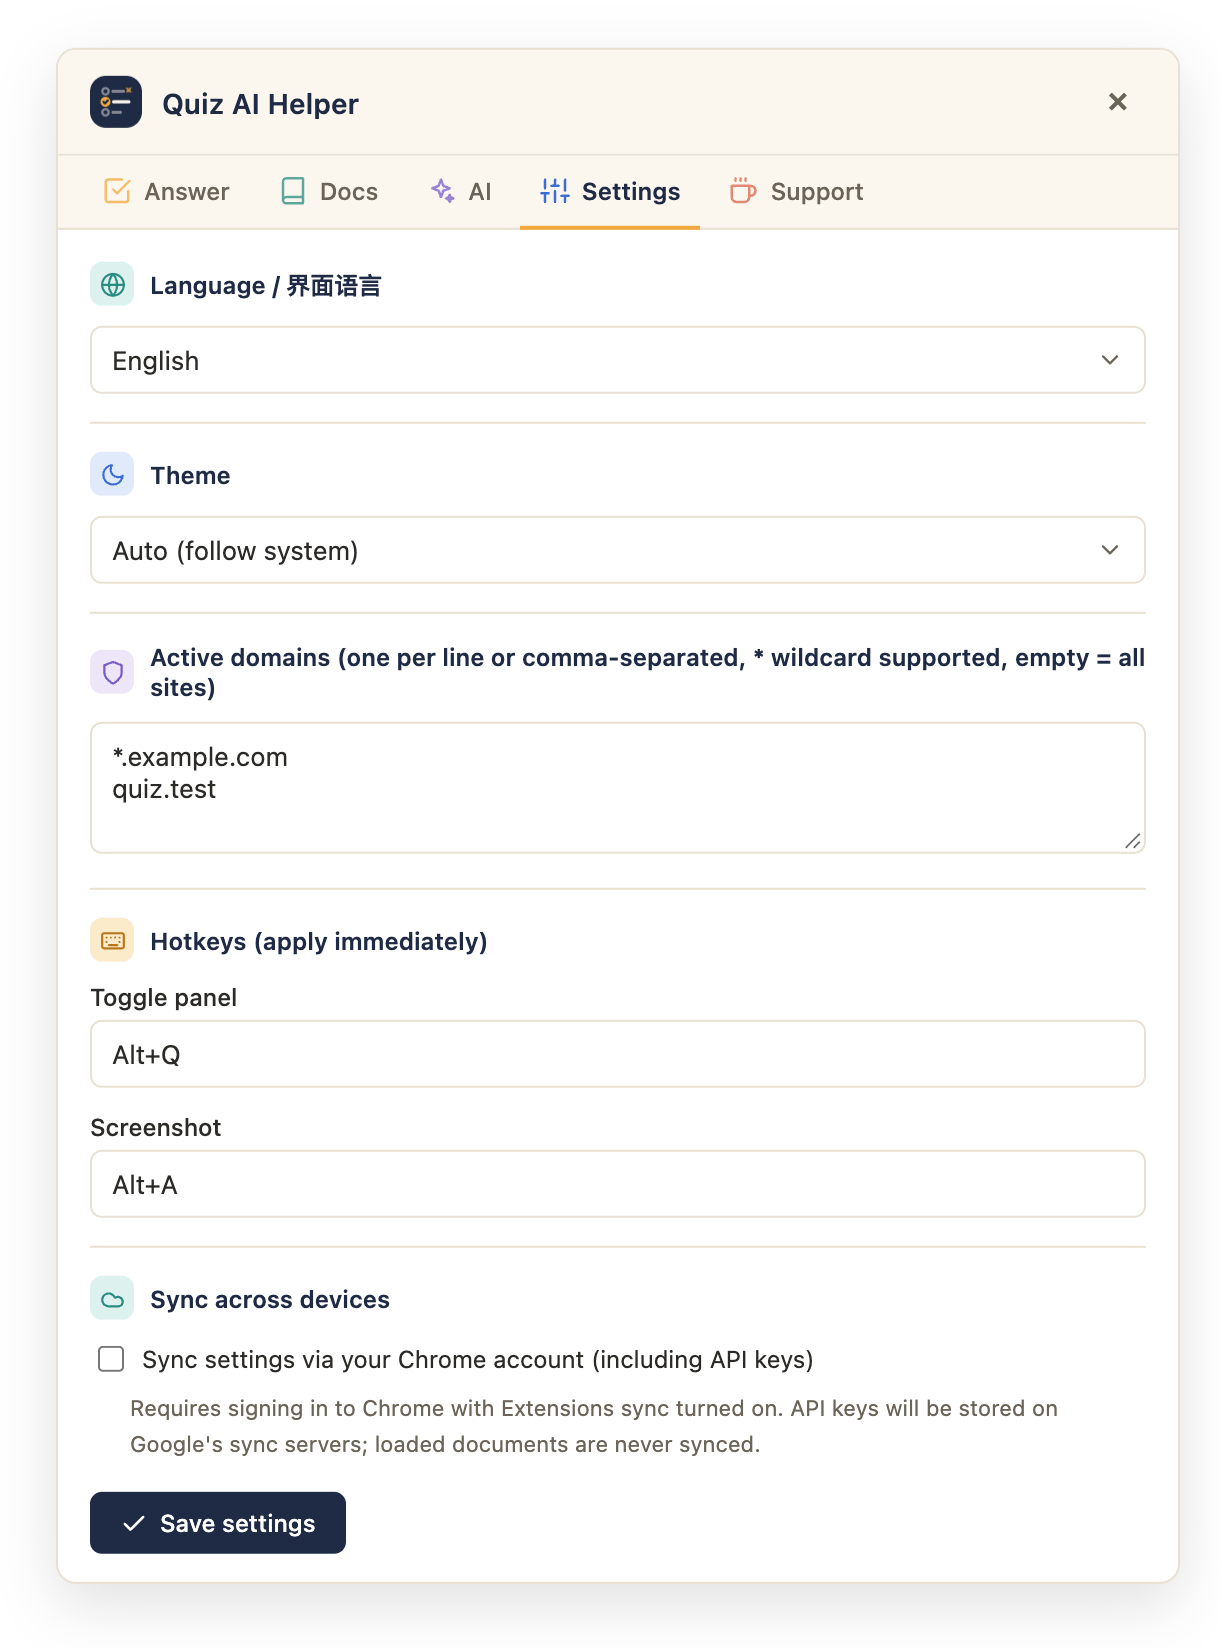 Quiz AI Helper
Answer Docs AI Settings Support
Language / 界面语言
English
Theme
Auto (follow system)
Active domains (one per line or comma-separated, * wildcard supported, empty = all
sites)
*.example.com
quiz.test
Hotkeys (apply immediately)
Toggle panel
Alt+Q
Screenshot
Alt+A
Sync across devices
Sync settings via your Chrome account (including API keys)
Requires signing in to Chrome with Extensions sync turned on. API keys will be stored on
Google's sync servers; loaded documents are never synced.
Save settings